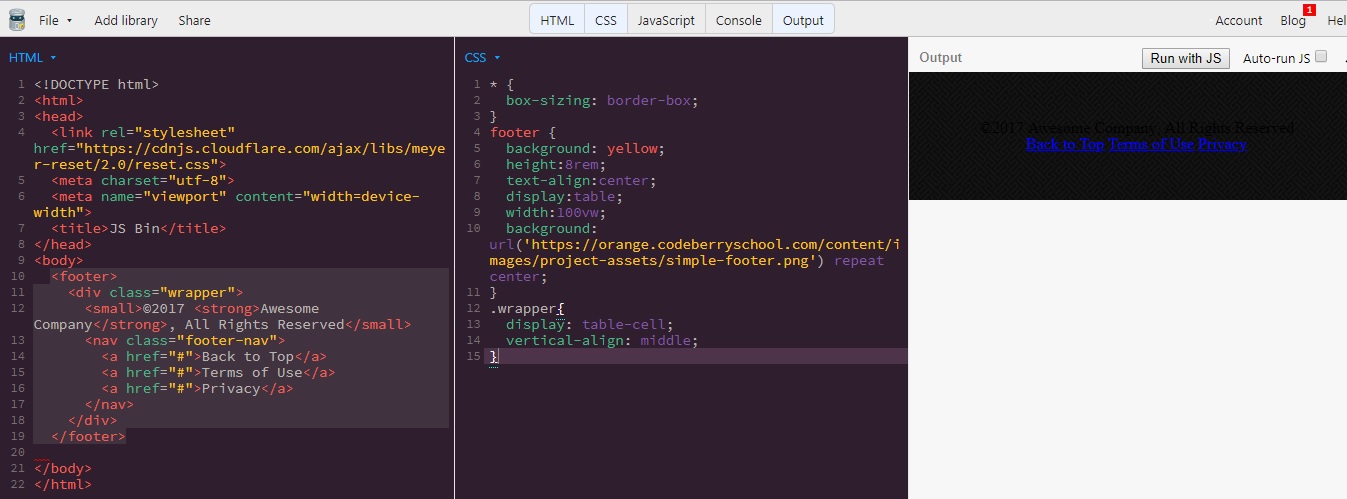 File ▾ Add library Share HTML CSS JavaScript Console Output Account Blog 1 Hel
HTML ▾
1 <!DOCTYPE html>
2 <html>
3 <head>
4 <link rel="stylesheet"
href="https://cdnjs.cloudflare.com/ajax/libs/meye
r-reset/2.0/reset.css">
5 <meta charset="utf-8">
6 <meta name="viewport" content="width=device-
width">
7 <title>JS Bin</title>
8 </head>
9 <body>
10 <footer>
11 <div class="wrapper">
12 <small>©2017 <strong>Awesome
Company</strong>, All Rights Reserved</small>
13 <nav class="footer-nav">
14 <a href="#">Back to Top</a>
15 <a href="#">Terms of Use</a>
16 <a href="#">Privacy</a>
17 </nav>
18 </div>
19 </footer>
20
21 </body>
22 </html>
CSS ▾
1 * {
2 box-sizing: border-box;
3 }
4 footer {
5 background: yellow;
6 height:8rem;
7 text-align:center;
8 display:table;
9 width:100vw;
10 background:
url('https://orange.codeberryschool.com/content/i
mages/project-assets/simple-footer.png') repeat
center;
11 }
12 .wrapper{
13 display: table-cell;
14 vertical-align: middle;
15 }
Output Run with JS Auto-run JS
©2017 Awesome Company, All Rights Reserved
Back to Top Terms of Use Privacy